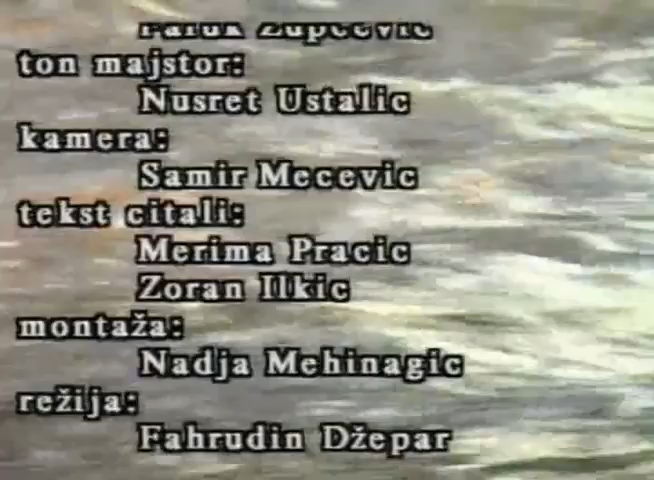 ton majstor:
Nusret Ustalic
kamera:
Samir Mecevic
tekst citali:
Merima Pracic
Zoran Ilkic
montaža:
Nadja Mehinagic
režija:
Fahrudin Džepar